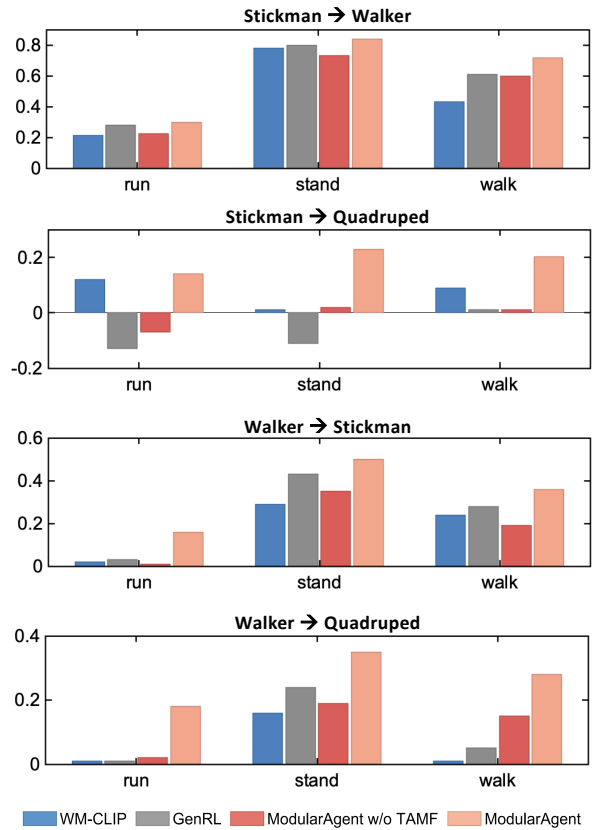 Stickman → Walker
0.8
0.6
0.4
0.2
0
run stand walk
Stickman → Quadruped
0.2
0
-0.2
run stand walk
Walker → Stickman
0.6
0.4
0.2
0
run stand walk
Walker → Quadruped
0.4
0.2
0
run stand walk
WM-CLIP GenRL ModularAgent w/o TAMF ModularAgent